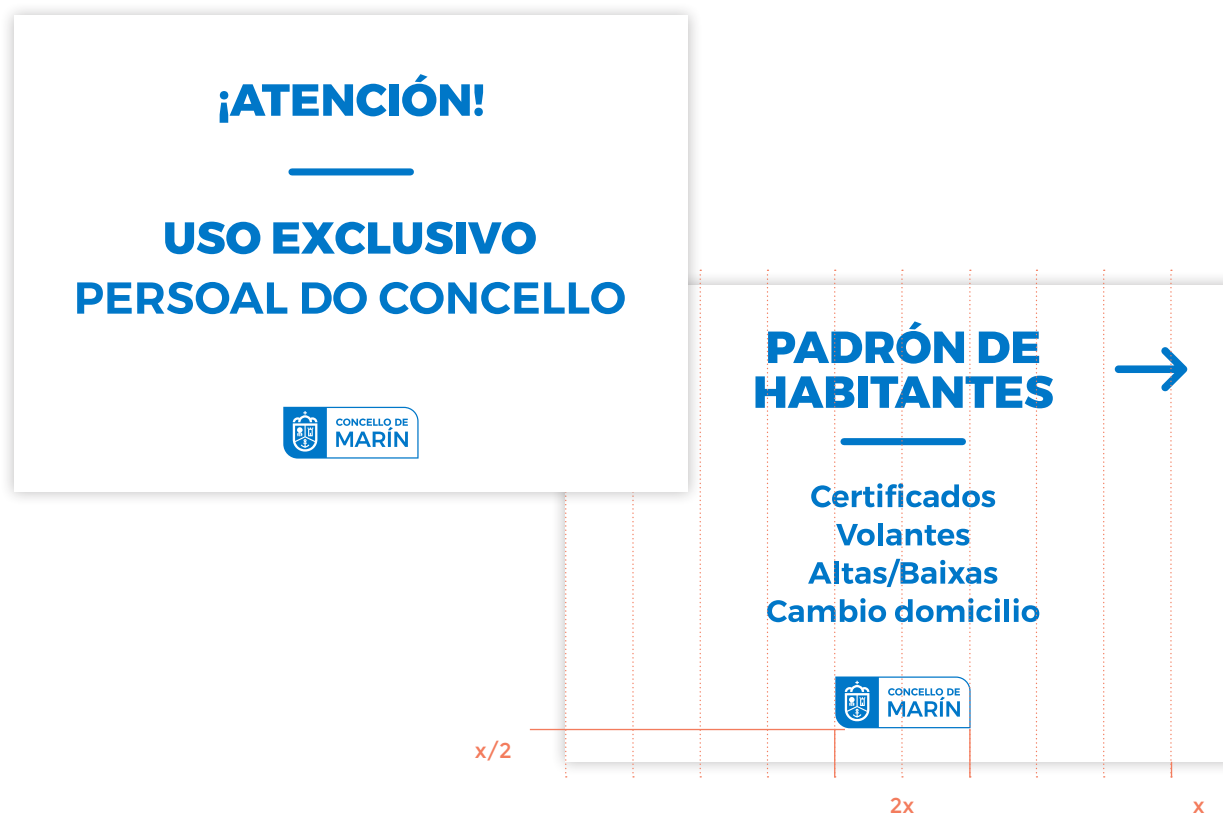 ¡ATENCIÓN!
USO EXCLUSIVO
PERSOAL DO CONCELLO
CONCELLO DE
MARÍN
PADRÓN DE
HABITANTES
Certificados
Volantes
Altas/Baixas
Cambio domicilio
CONCELLO DE
MARÍN
x/2
2x
x